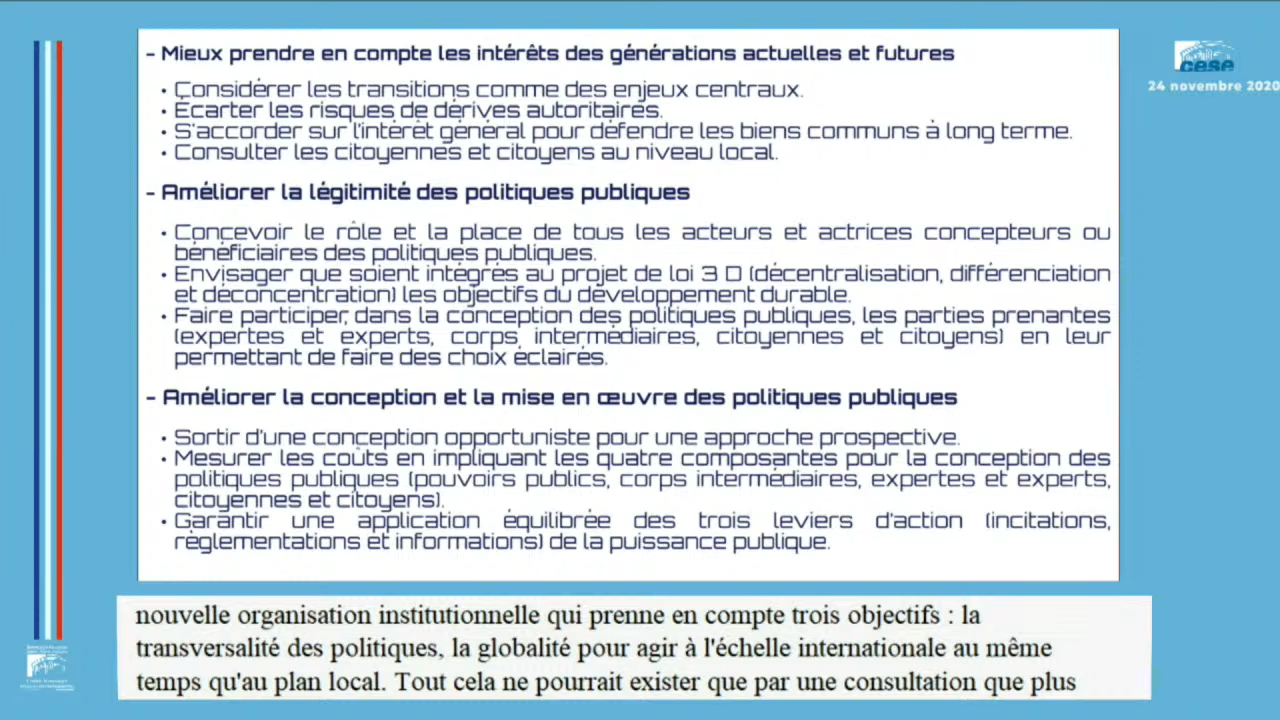 - Mieux prendre en compte les intérêts des générations actuelles et futures
• Considérer les transitions comme des enjeux centraux.
• Écarter les risques de dérives autoritaires.
• S'accorder sur l'intérêt général pour défendre les biens communs à long terme.
• Consulter les citoyennes et citoyens au niveau local.
- Améliorer la légitimité des politiques publiques
• Concevoir le rôle et la place de tous les acteurs et actrices concepteurs ou
bénéficiaires des politiques publiques.
• Envisager que soient intégrés au projet de loi 3 D (décentralisation, différenciation
et déconcentration) les objectifs du développement durable.
• Faire participer, dans la conception des politiques publiques, les parties prenantes
(expertes et experts, corps intermédiaires, citoyennes et citoyens) en leur
permettant de faire des choix éclairés.
- Améliorer la conception et la mise en œuvre des politiques publiques
• Sortir d'une conception opportuniste pour une approche prospective.
• Mesurer les coûts en impliquant les quatre composantes pour la conception des
politiques publiques (pouvoirs publics, corps intermédiaires, expertes et experts,
citoyennes et citoyens).
• Garantir une application équilibrée des trois leviers d'action (incitations,
règlementations et informations) de la puissance publique.
cese
24 novembre 2020
nouvelle organisation institutionnelle qui prenne en compte trois objectifs : la
transversalité des politiques, la globalité pour agir à l'échelle internationale au même
temps qu'au plan local. Tout cela ne pourrait exister que par une consultation que plus